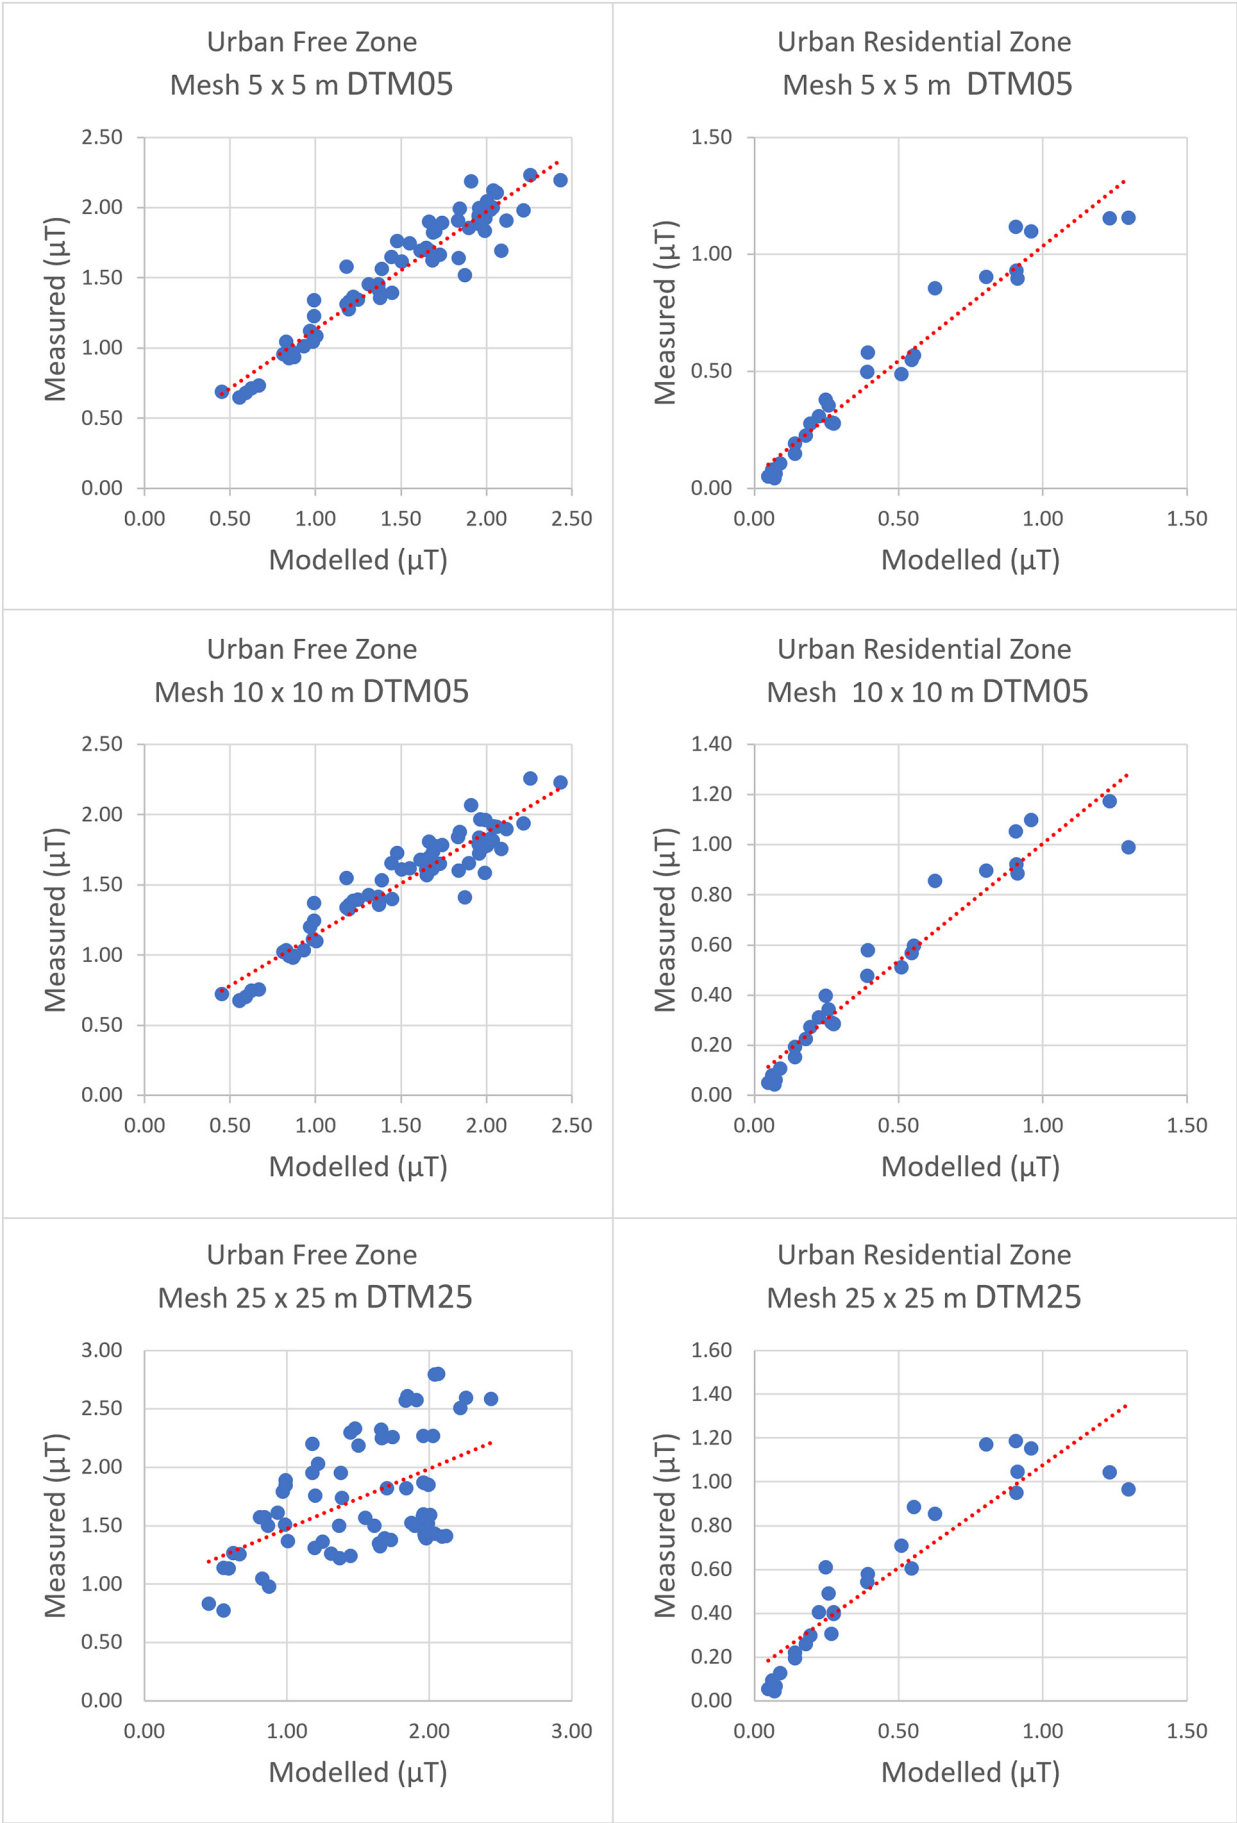 Urban Free Zone
Mesh 5 x 5 m DTM05
2.50
2.00
1.50
1.00
0.50
0.00
0.00 0.50 1.00 1.50 2.00 2.50
Measured (µT)
Modelled (µT)
Urban Residential Zone
Mesh 5 x 5 m DTM05
1.50
1.00
0.50
0.00
0.00 0.50 1.00 1.50
Measured (µT)
Modelled (µT)
Urban Free Zone
Mesh 10 x 10 m DTM05
2.50
2.00
1.50
1.00
0.50
0.00
0.00 0.50 1.00 1.50 2.00 2.50
Measured (µT)
Modelled (µT)
Urban Residential Zone
Mesh 10 x 10 m DTM05
1.40
1.20
1.00
0.80
0.60
0.40
0.20
0.00
0.00 0.50 1.00 1.50
Measured (µT)
Modelled (µT)
Urban Free Zone
Mesh 25 x 25 m DTM25
3.00
2.50
2.00
1.50
1.00
0.50
0.00
0.00 1.00 2.00 3.00
Measured (µT)
Modelled (µT)
Urban Residential Zone
Mesh 25 x 25 m DTM25
1.60
1.40
1.20
1.00
0.80
0.60
0.40
0.20
0.00
0.00 0.50 1.00 1.50
Measured (µT)
Modelled (µT)